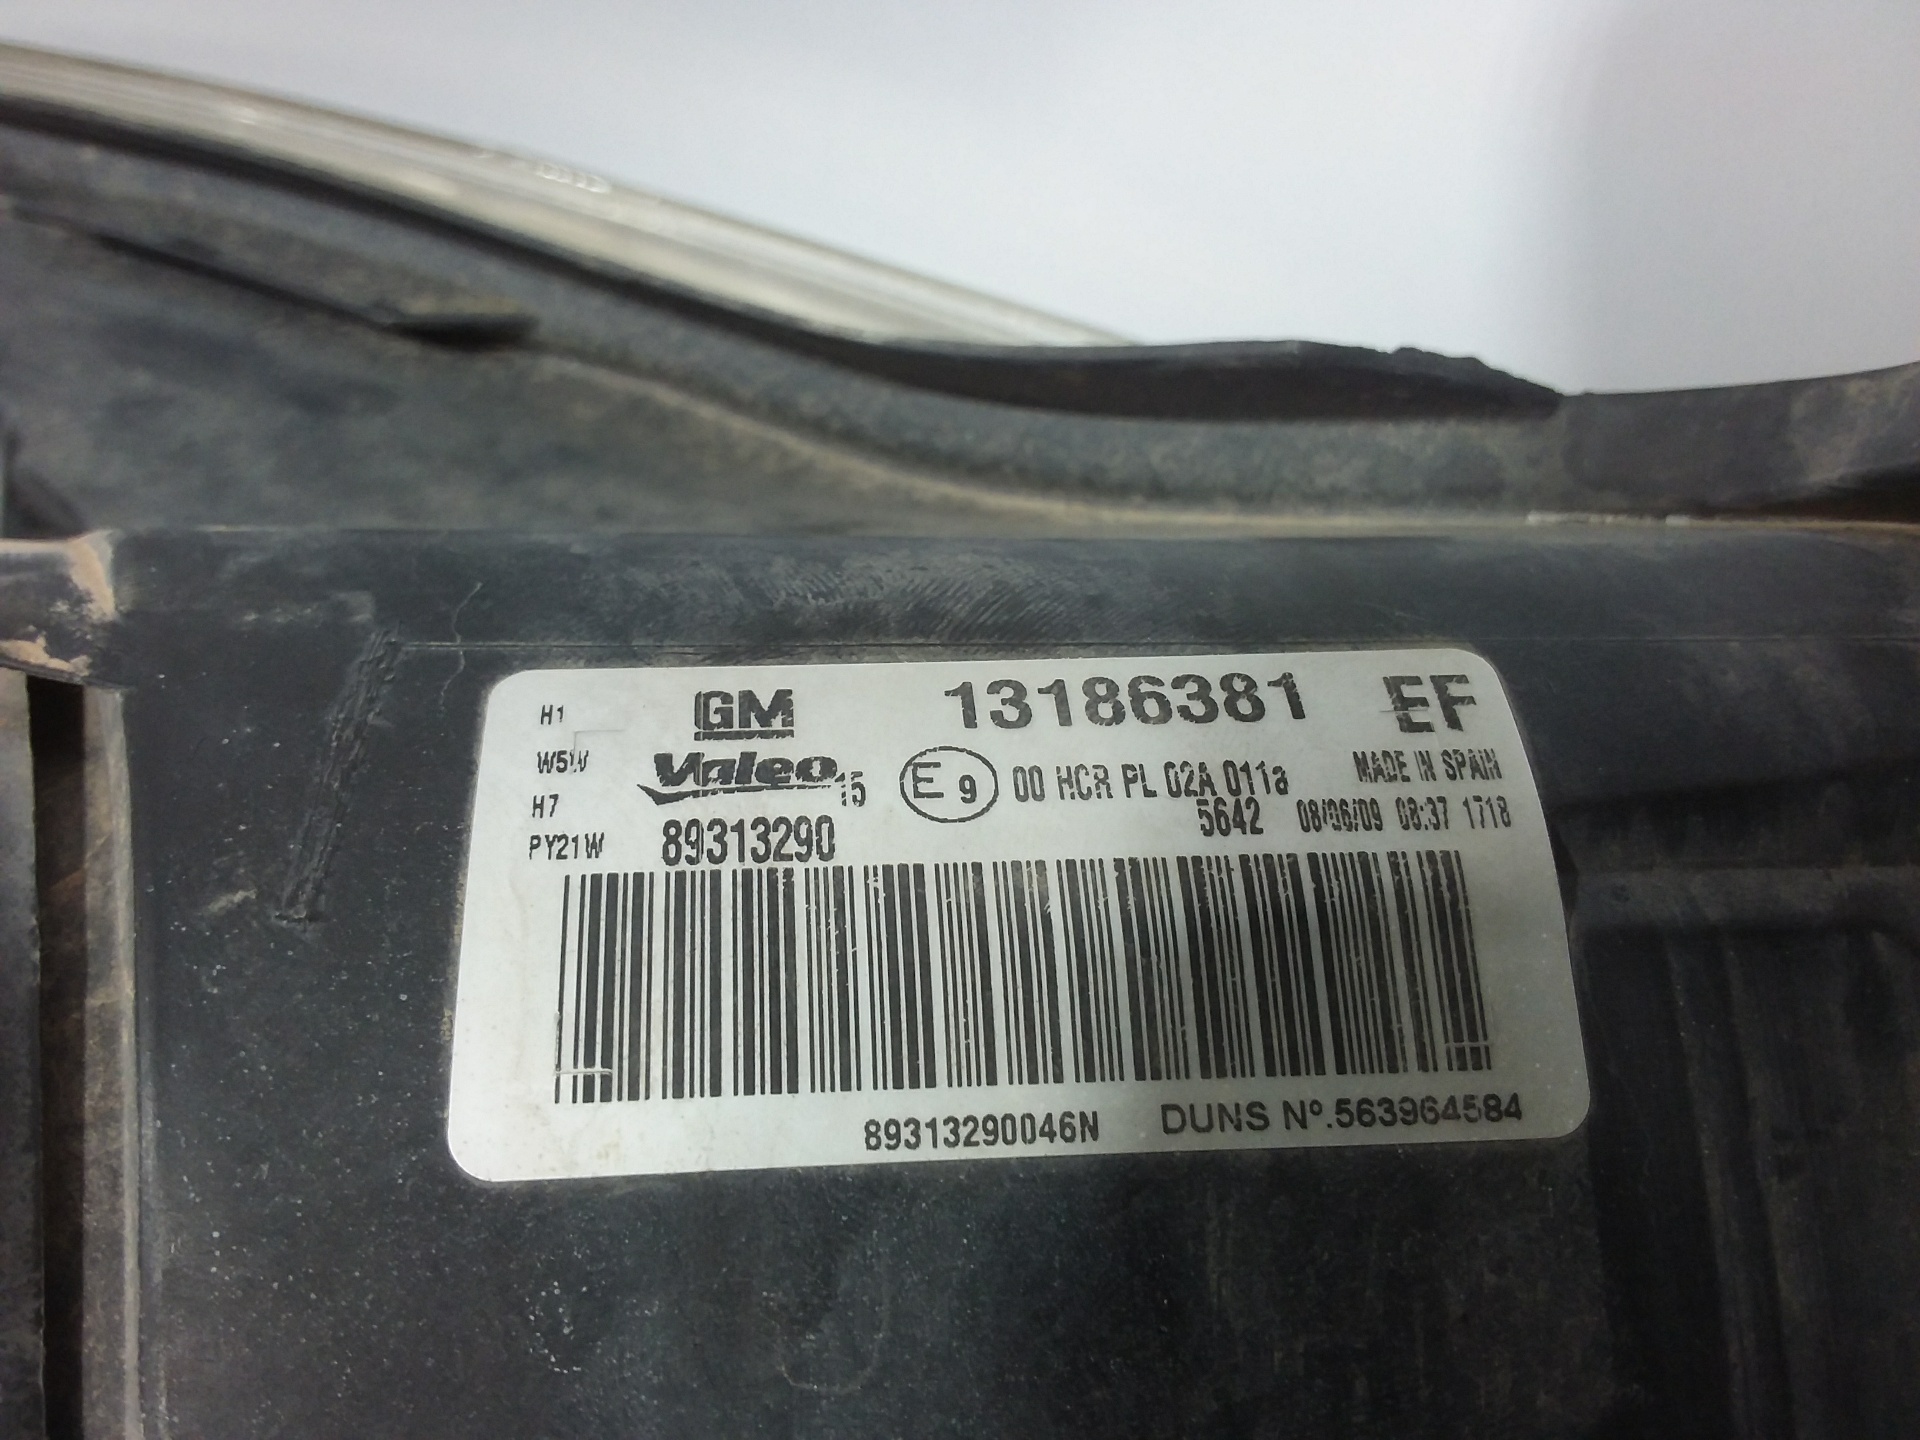 H1 GM 13186381 EF
W5W Valeo 15 E 9 00 HCR PL 02A 011a MADE IN SPAIN
H7 5642 08/06/09 08:37 1718
PY21W 89313290
89313290046N DUNS Nº.563964584